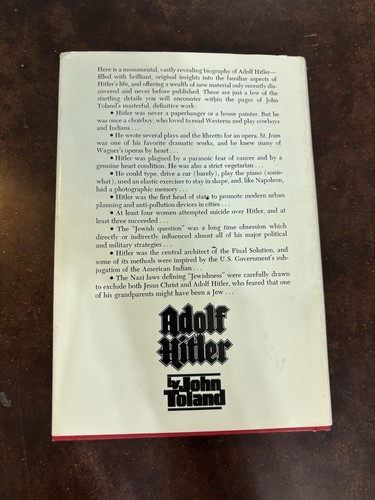 Here is a monumental, vastly revealing biography of Adolf Hitler—
filled with brilliant, original insights into the familiar aspects of
Hitler's life, and offering a wealth of new material only recently dis-
covered and never before published. These are just a few of the
startling details you will encounter within the pages of John
Toland's masterful, definitive work:
• Hitler was never a paperhanger or a house painter. But he
was once a choirboy, who loved to read Westerns and play cowboys
and Indians . . .
• He wrote several plays and the libretto for an opera. St. Joan
was one of his favorite dramatic works, and he knew many of
Wagner's operas by heart . . .
• Hitler was plagued by a paranoic fear of cancer and by a
genuine heart condition. He was also a strict vegetarian . . .
• He could type, drive a car (barely), play the piano (some-
what), used an elastic exerciser to stay in shape, and, like Napoleon,
had a photographic memory . . .
• Hitler was the first head of state to promote modern urban
planning and anti-pollution devices in cities . . .
• At least four women attempted suicide over Hitler, and at
least three succeeded . . .
• The "Jewish question" was a long time obsession which
directly or indirectly influenced almost all of his major political
and military strategies . . .
• Hitler was the central architect of the Final Solution, and
some of its methods were inpired by the U.S. Government's sub-
jugation of the American Indian . . .
• The Nazi laws defining "Jewishness" were carefully drawn
to exclude both Jesus Christ and Adolf Hitler, who feared that one
of his grandparents might have been a Jew . . .
Adolf
Hitler
by John
Toland